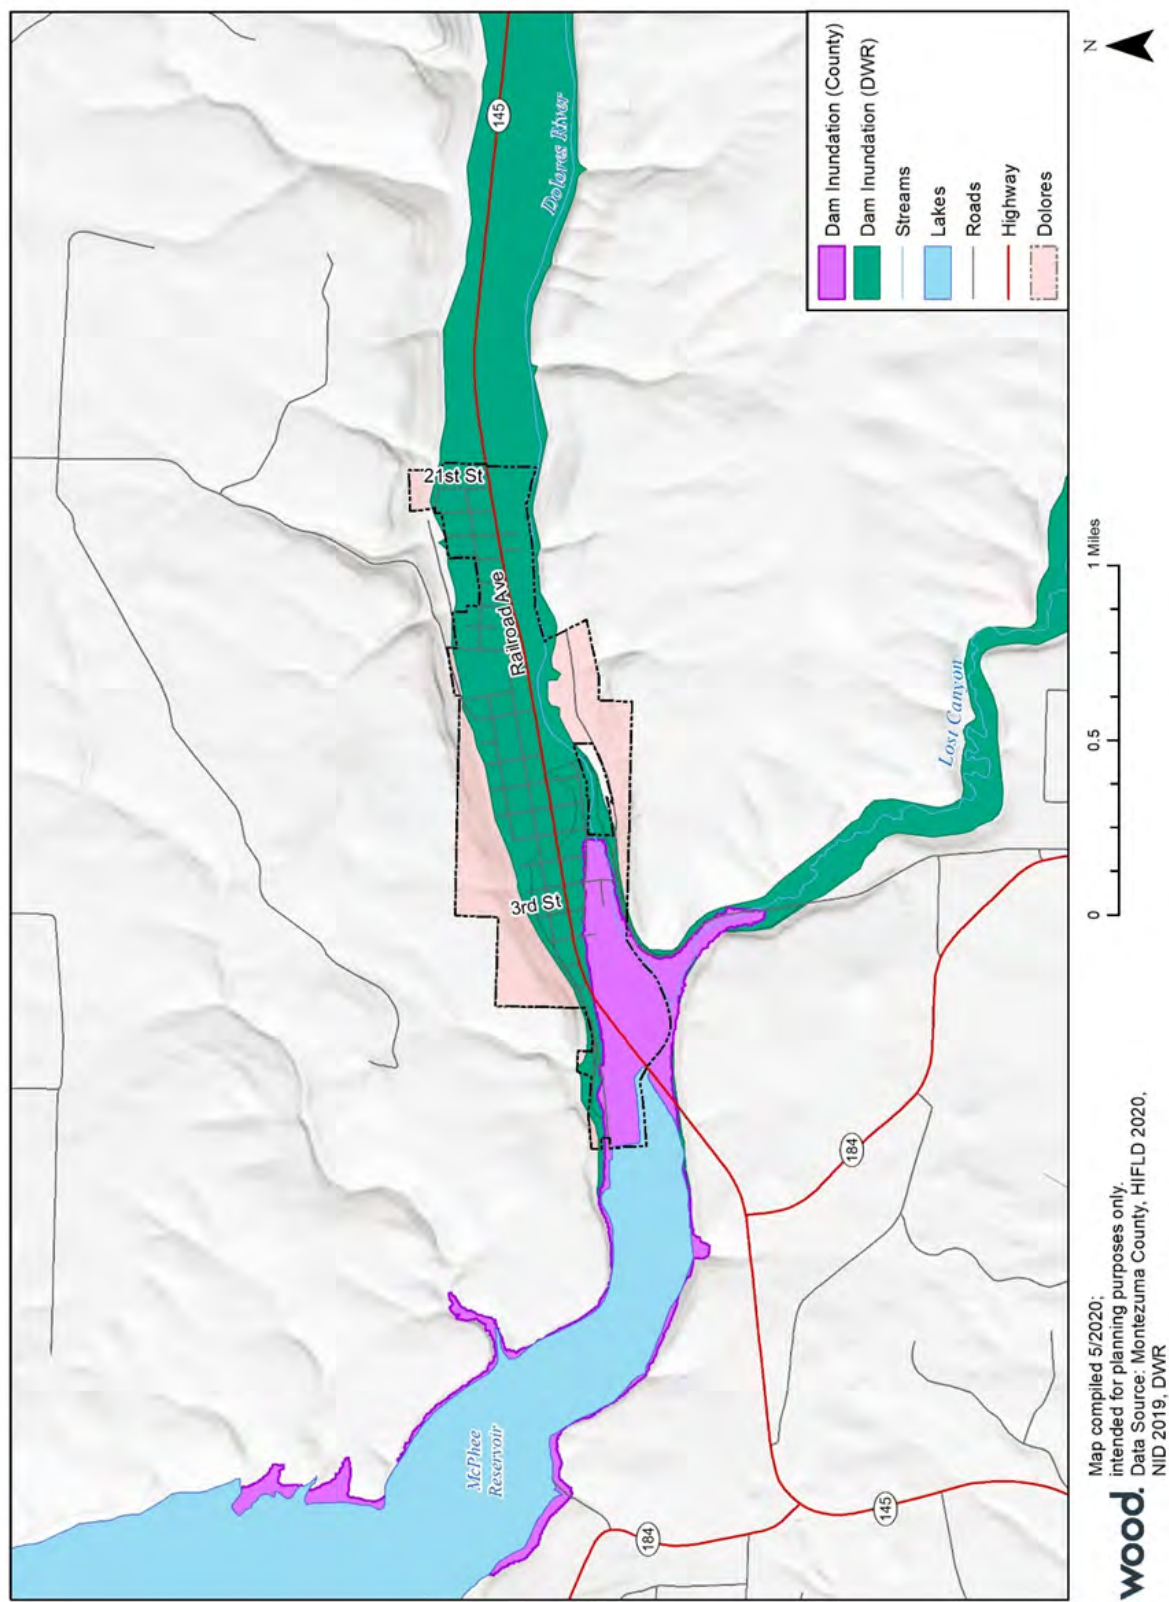 145
Dolores River
21st St
Railroad Ave
3rd St
Lost Canyon
McPhee
Reservoir
184
184
145
Dam Inundation (County)
Dam Inundation (DWR)
Streams
Lakes
Roads
Highway
Dolores
N
0 0.5 1 Miles
wood.
Map compiled 5/2020;
intended for planning purposes only.
Data Source: Montezuma County, HIFLD 2020,
NID 2019, DWR